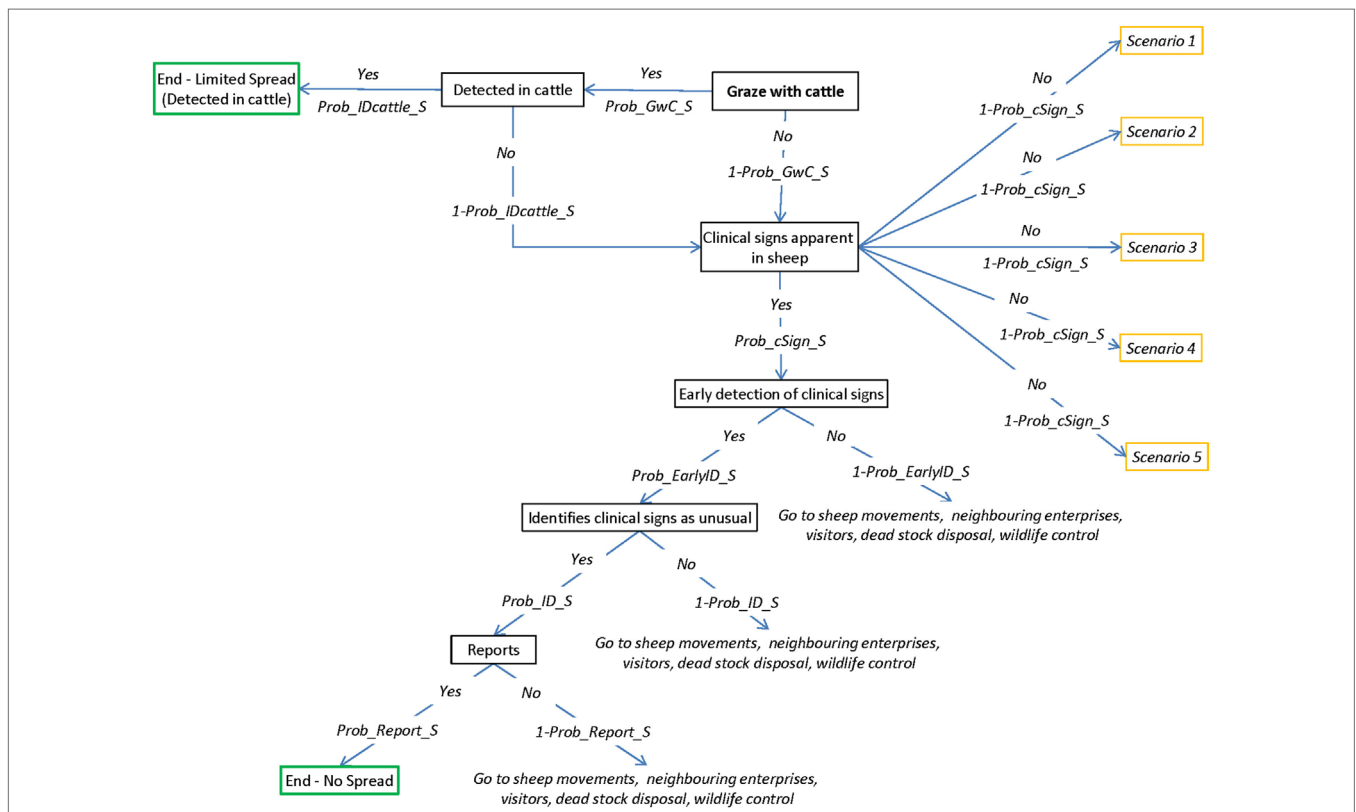 Scenario 1
End - Limited Spread
(Detected in cattle)
Yes
Prob_IDcattle_S
Detected in cattle
Yes
Prob_GwC_S
Graze with cattle
No
1-Prob_cSign_S
Scenario 2
No
1-Prob_IDcattle_S
No
1-Prob_GwC_S
No
1-Prob_cSign_S
Clinical signs apparent
in sheep
No
1-Prob_cSign_S
Scenario 3
Yes
Prob_cSign_S
No
1-Prob_cSign_S
Scenario 4
Early detection of clinical signs
No
1-Prob_cSign_S
Scenario 5
Yes
Prob_EarlyID_S
No
1-Prob_EarlyID_S
Identifies clinical signs as unusual
Go to sheep movements, neighbouring enterprises,
visitors, dead stock disposal, wildlife control
Yes
Prob_ID_S
No
1-Prob_ID_S
Reports
Go to sheep movements, neighbouring enterprises,
visitors, dead stock disposal, wildlife control
Yes
Prob_Report_S
No
1-Prob_Report_S
End - No Spread
Go to sheep movements, neighbouring enterprises,
visitors, dead stock disposal, wildlife control